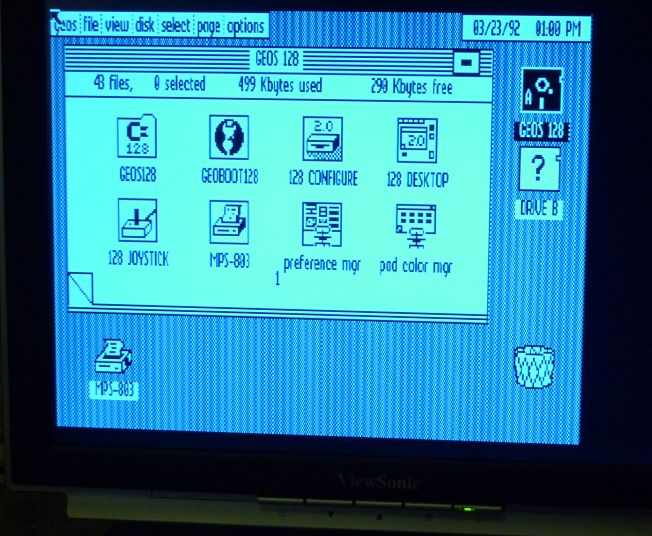 geos file view disk select page options
03/23/92 01:00 PM
GEOS 128
43 files, 0 selected 499 Kbytes used 290 Kbytes free
C= 128
2.0
2.0
GEOS128 GEOBOOT128 128 CONFIGURE 128 DESKTOP
128 JOYSTICK MPS-803 preference mgr pad color mgr
1
A
GEOS 128
?
DRIVE B
MPS-803
ViewSonic